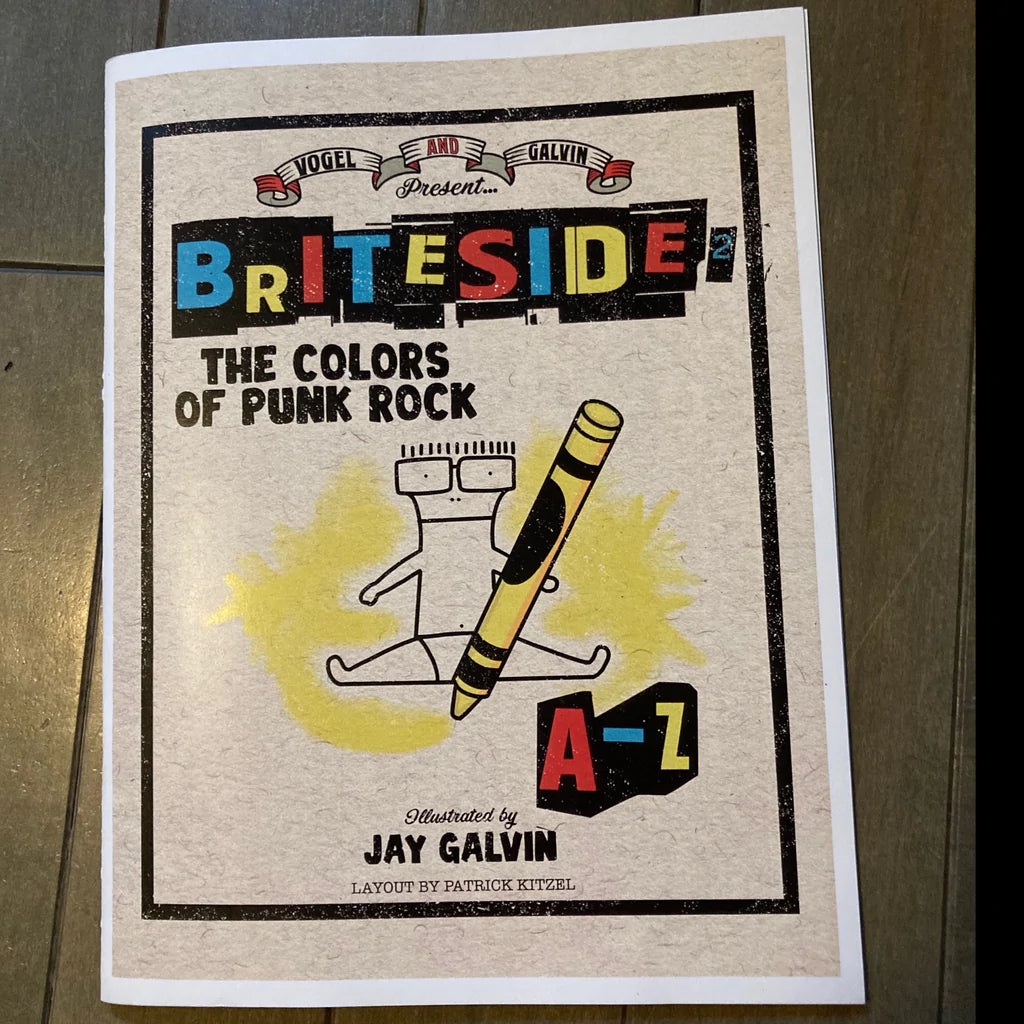 VOGEL AND GALVIN
Present...
BRITESIDE 2
THE COLORS
OF PUNK ROCK
A-Z
Illustrated by
JAY GALVIN
LAYOUT BY PATRICK KITZEL